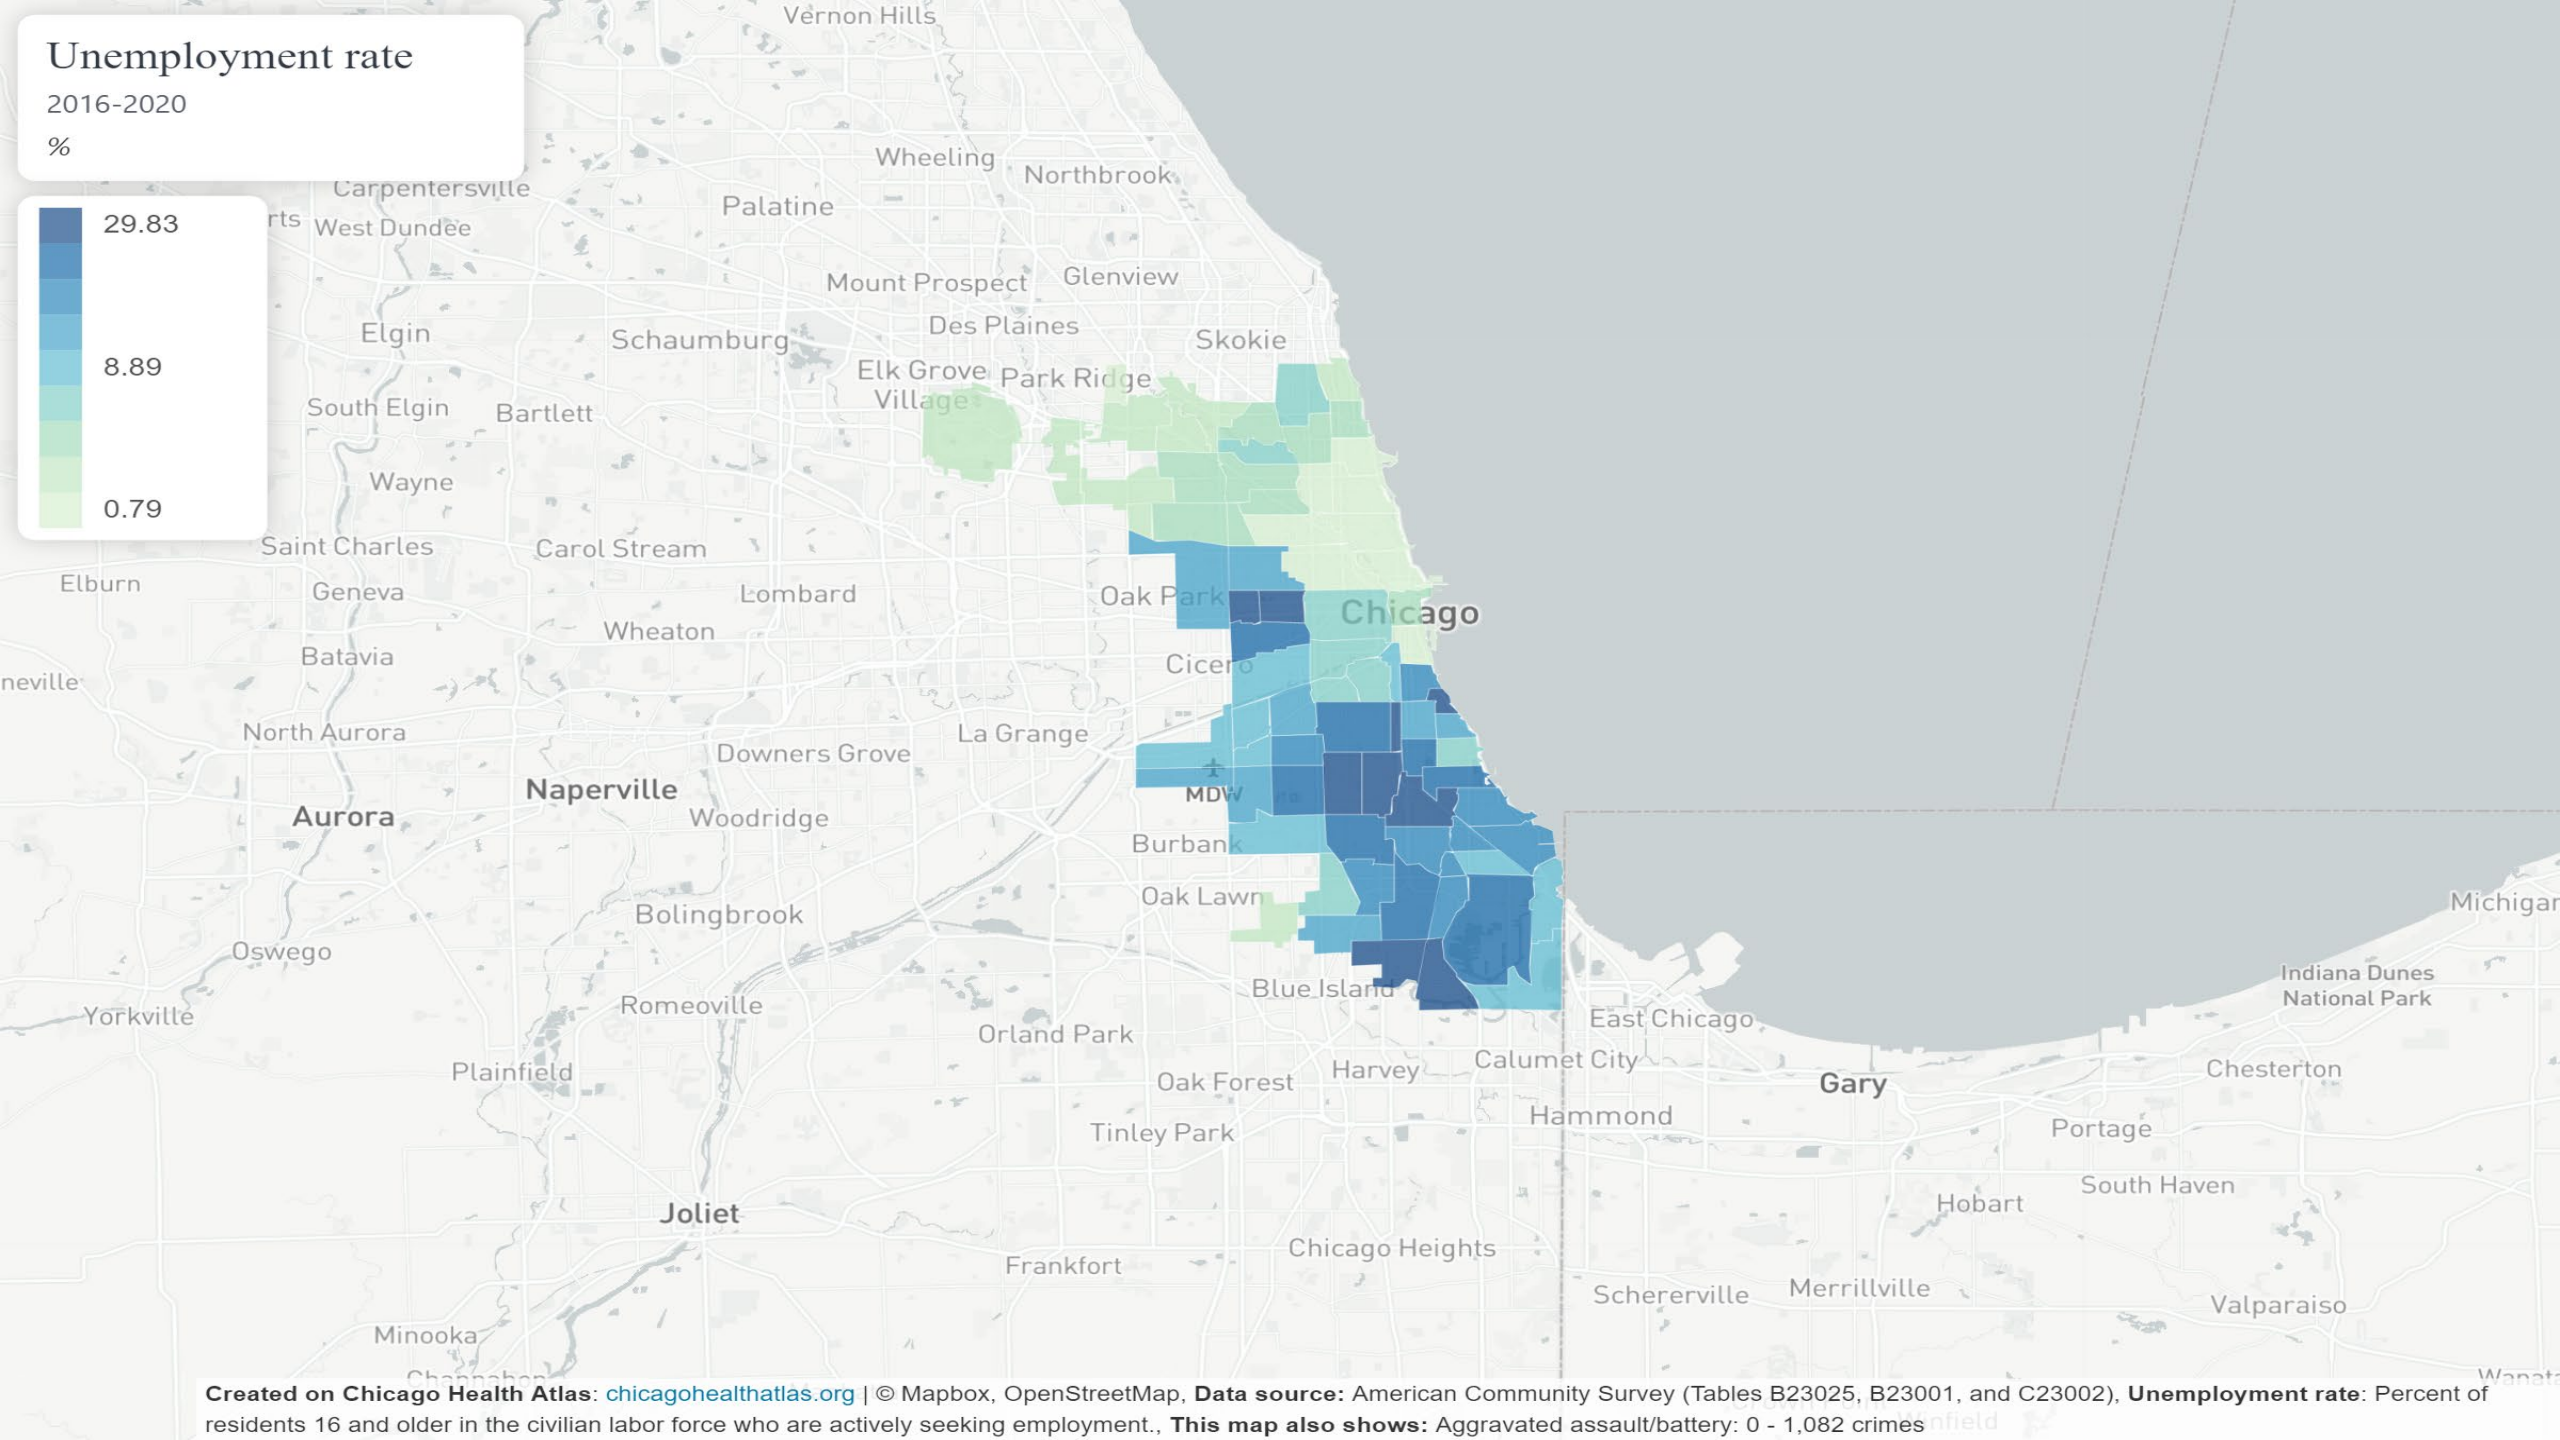 Unemployment rate
2016-2020
%
29.83
8.89
0.79
Vernon Hills
Wheeling
Northbrook
Carpentersville
Palatine
rts
West Dundee
Mount Prospect
Glenview
Des Plaines
Elgin
Schaumburg
Skokie
Elk Grove
Village
Park Ridge
South Elgin
Bartlett
Wayne
Saint Charles
Carol Stream
Elburn
Geneva
Lombard
Oak Park
Chicago
Wheaton
Batavia
Cicero
neville
North Aurora
La Grange
Downers Grove
Naperville
MDW
Aurora
Woodridge
Burbank
Oak Lawn
Michigan
Bolingbrook
Oswego
Indiana Dunes
National Park
Blue Island
Romeoville
Yorkville
East Chicago
Orland Park
Calumet City
Plainfield
Harvey
Chesterton
Oak Forest
Gary
Hammond
Portage
Tinley Park
South Haven
Hobart
Joliet
Chicago Heights
Frankfort
Merrillville
Schererville
Valparaiso
Minooka
Channahon
Wanata
Created on Chicago Health Atlas: chicagohealthatlas.org | © Mapbox, OpenStreetMap, Data source: American Community Survey (Tables B23025, B23001, and C23002), Unemployment rate: Percent of
residents 16 and older in the civilian labor force who are actively seeking employment., This map also shows: Aggravated assault/battery: 0 - 1,082 crimes
Crown Point
Winfield